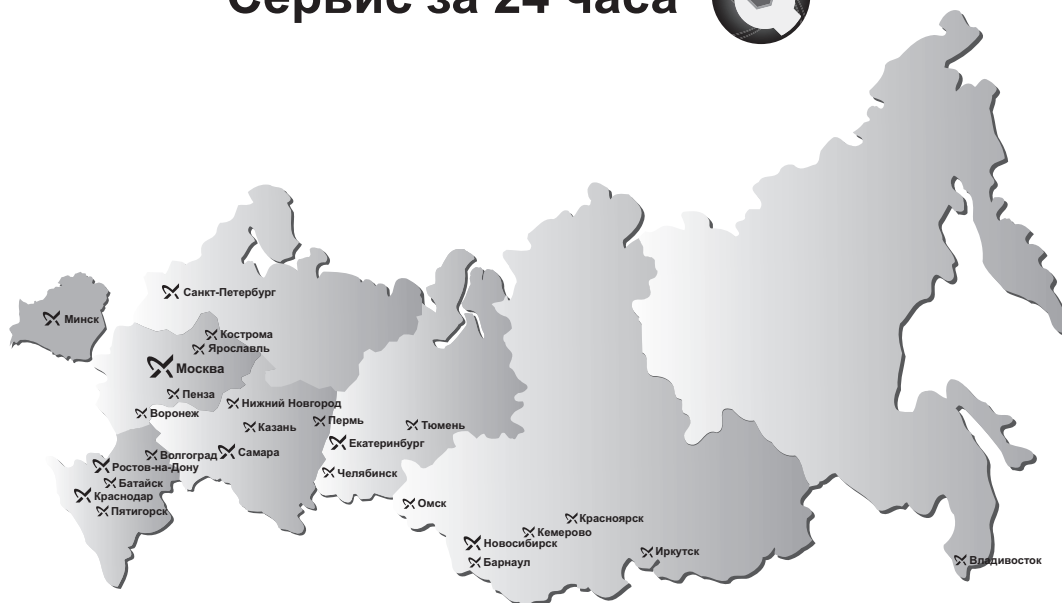 Сервис за 24 часа
Санкт-Петербург
Минск
Кострома
Ярославль
Москва
Пенза
Нижний Новгород
Воронеж
Пермь
Тюмень
Казань
Екатеринбург
Волгоград
Самара
Ростов-на-Дону
Челябинск
Батайск
Краснодар
Омск
Пятигорск
Красноярск
Кемерово
Новосибирск
Иркутск
Барнаул
Владивосток